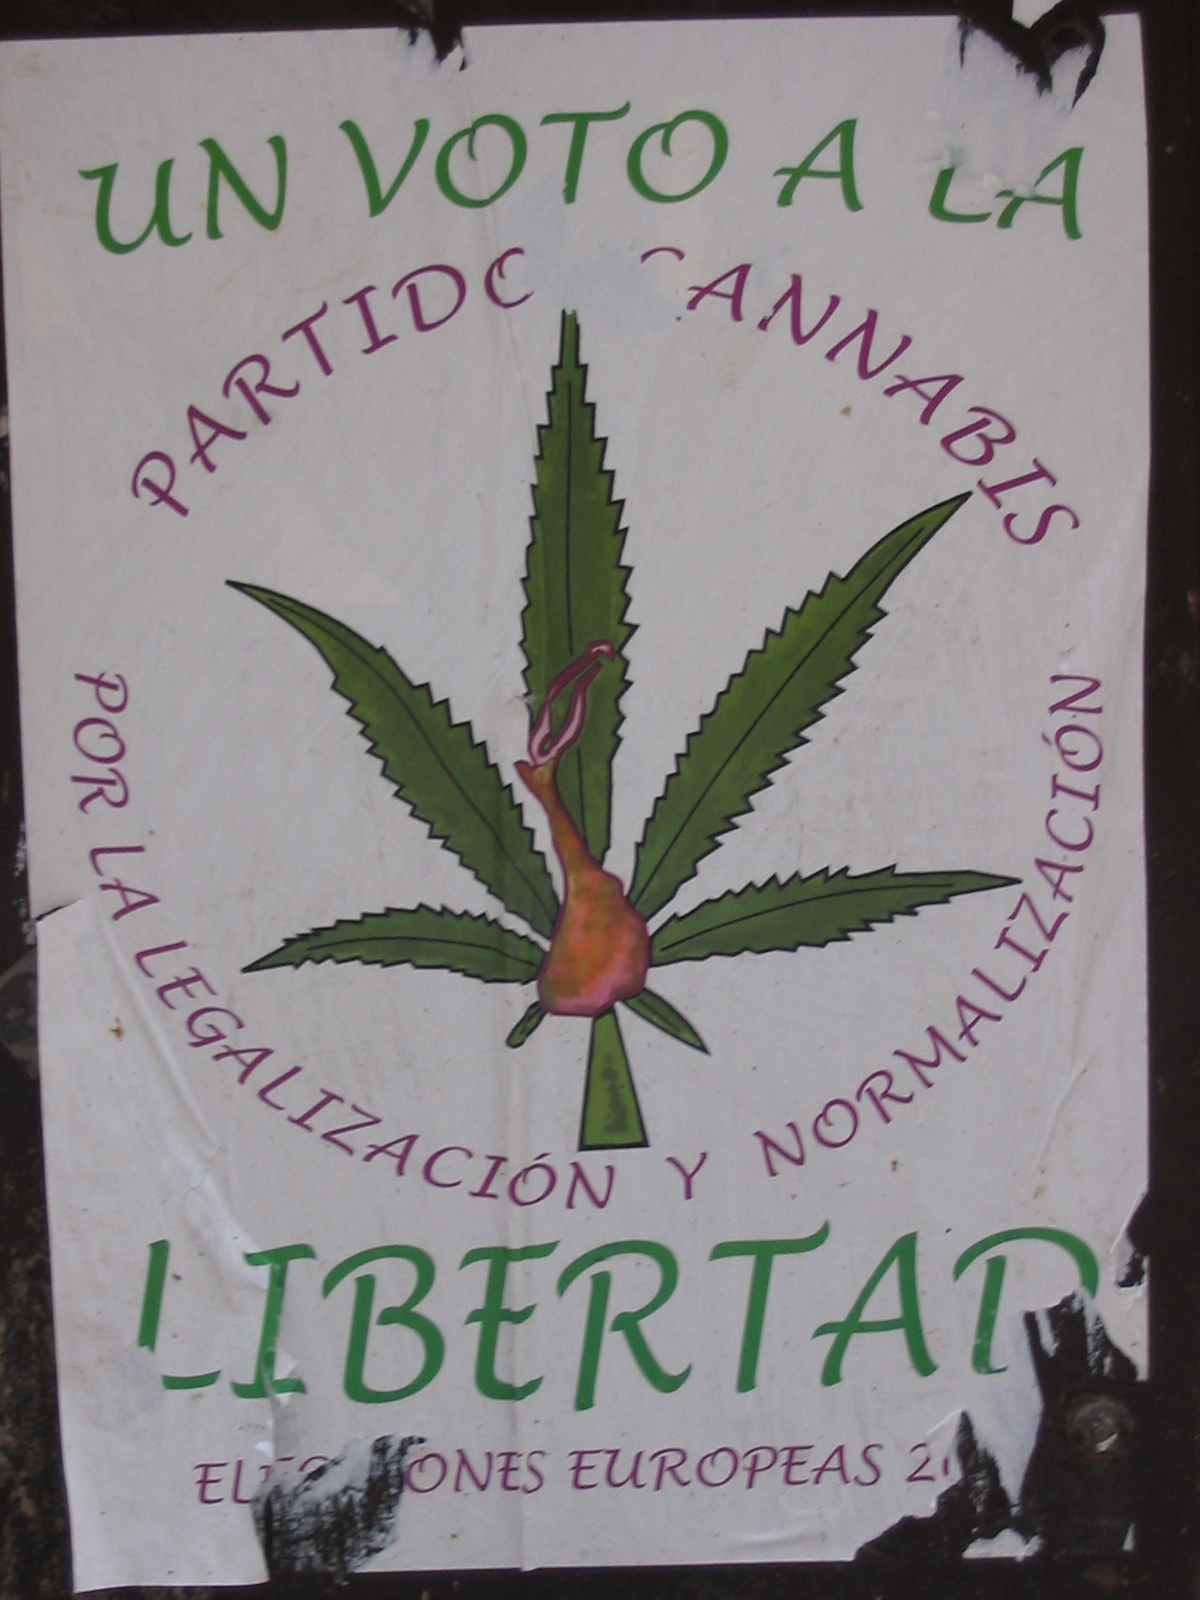 UN VOTO A LA
PARTIDO CANNABIS
POR LA LEGALIZACIÓN Y NORMALIZACIÓN
LIBERTAD
EUROPEAS